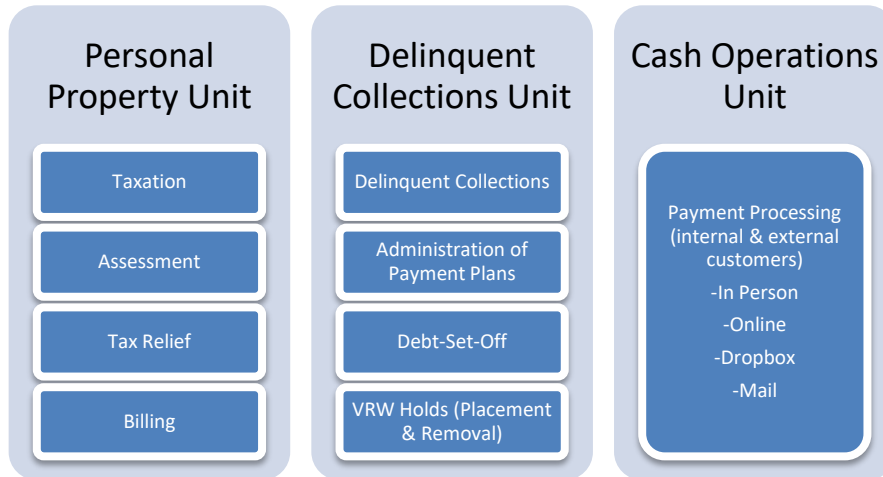 Personal
Property Unit
Taxation
Assessment
Tax Relief
Billing
Delinquent
Collections Unit
Delinquent Collections
Administration of
Payment Plans
Debt-Set-Off
VRW Holds (Placement
& Removal)
Cash Operations
Unit
Payment Processing
(internal & external
customers)
-In Person
-Online
-Dropbox
-Mail